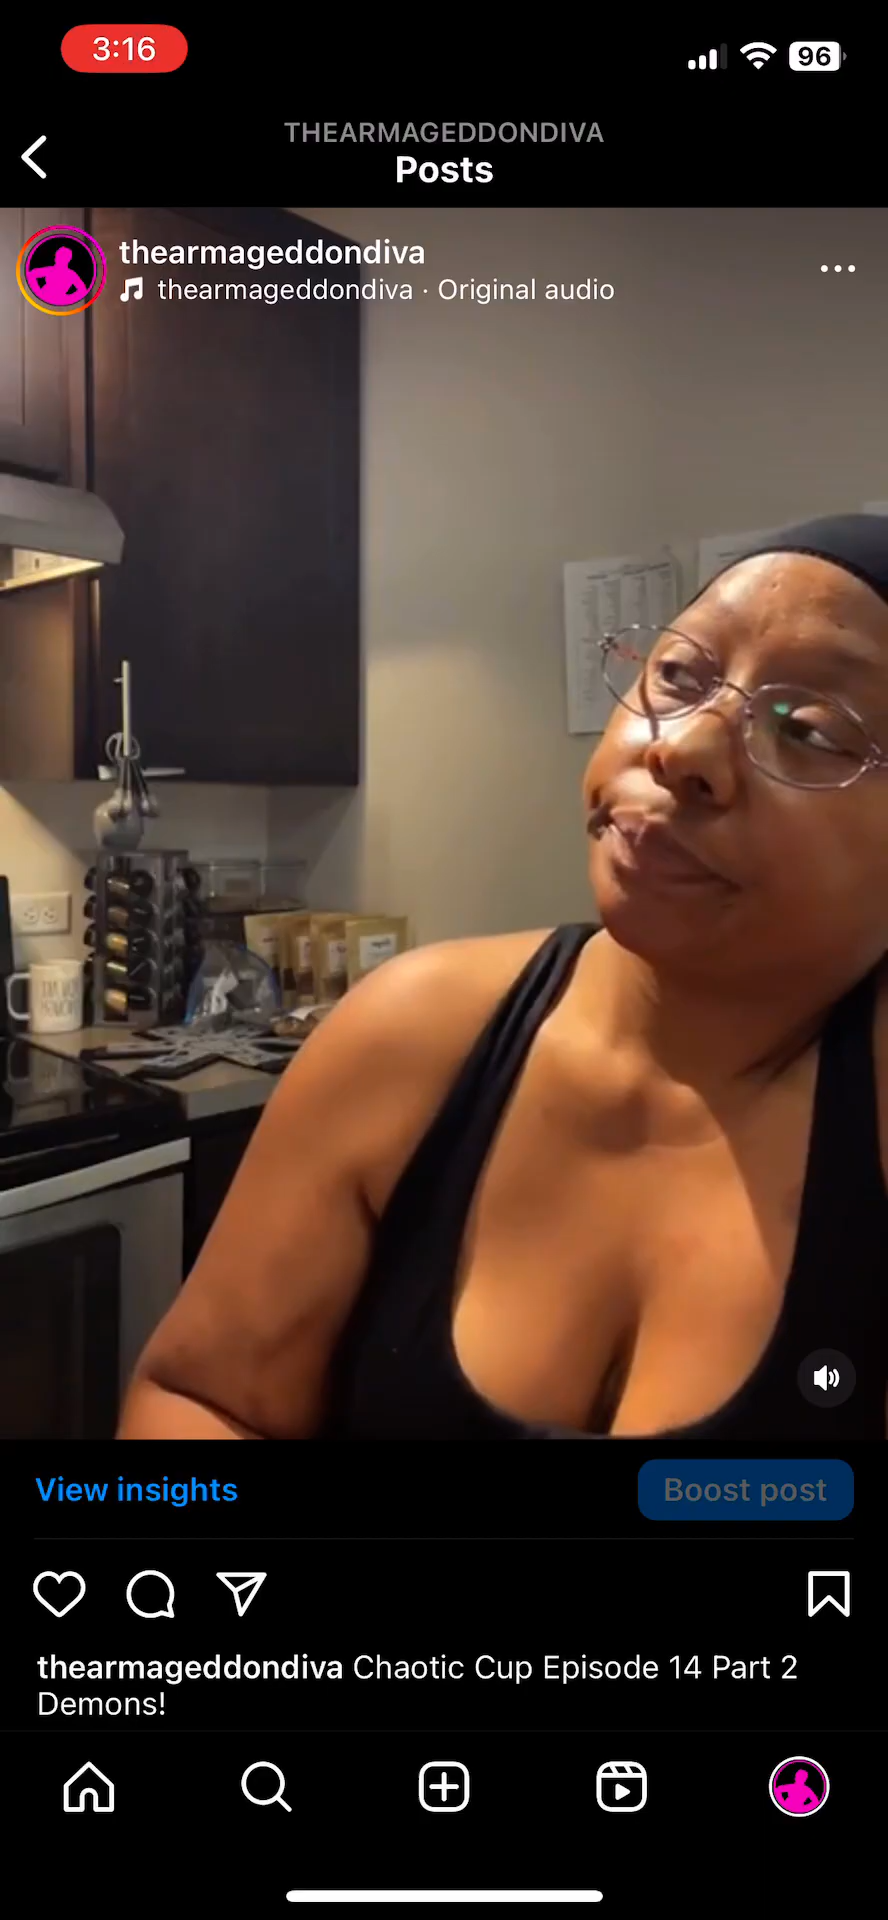 3:16
96
THEARMAGEDDONDIVA
Posts
thearmageddondiva
thearmageddondiva · Original audio
View insights
Boost post
thearmageddondiva Chaotic Cup Episode 14 Part 2
Demons!